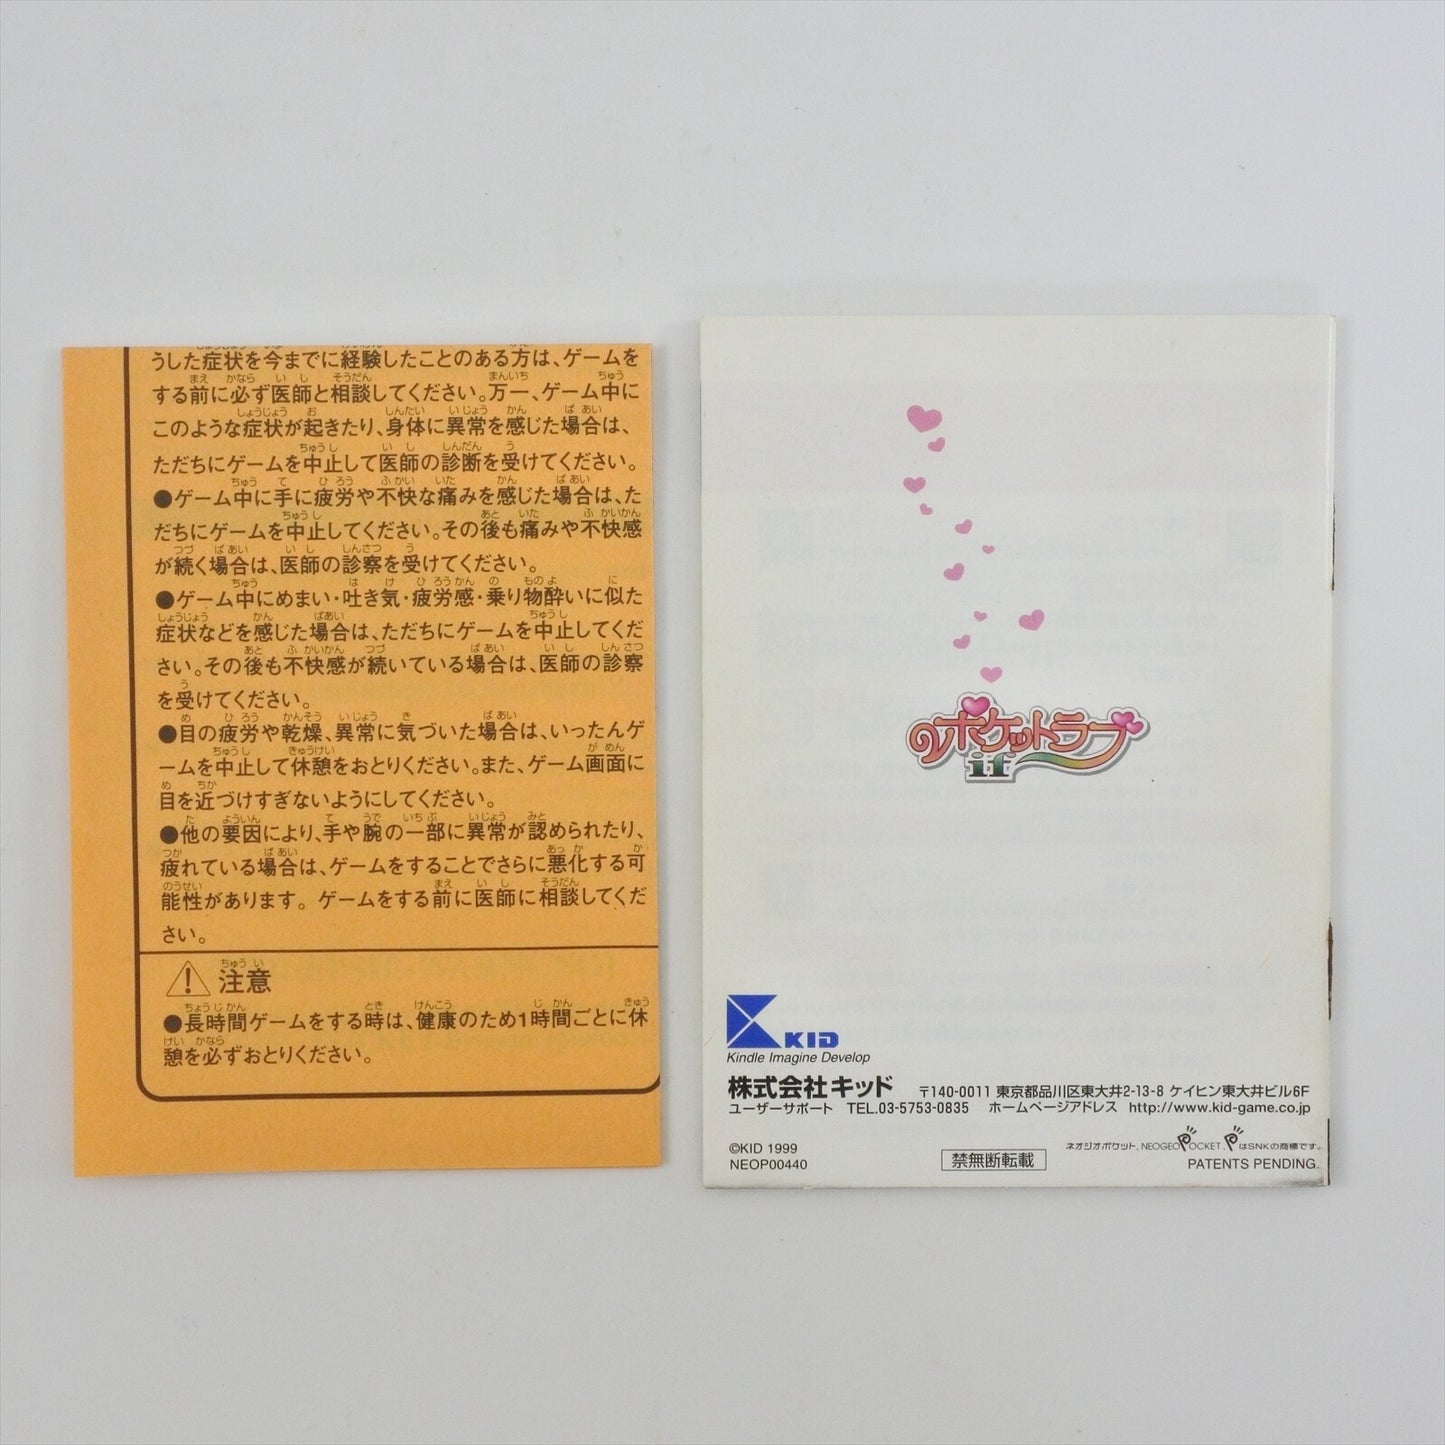 うした症状を今までに経験したことのある方は、ゲームを
する前に必ず医師と相談してください。万一、ゲーム中に
このような症状が起きたり、身体に異常を感じた場合は、
ただちにゲームを中止して医師の診断を受けてください。
●ゲーム中に手に疲労や不快な痛みを感じた場合は、た
だちにゲームを中止してください。その後も痛みや不快感
が続く場合は、医師の診察を受けてください。
●ゲーム中にめまい・吐き気・疲労感・乗り物酔いに似た
症状などを感じた場合は、ただちにゲームを中止してくだ
さい。その後も不快感が続いている場合は、医師の診察
を受けてください。
●目の疲労や乾燥、異常に気づいた場合は、いったんゲ
ームを中止して休憩をおとりください。また、ゲーム画面に
目を近づけすぎないようにしてください。
●他の要因により、手や腕の一部に異常が認められたり、
疲れている場合は、ゲームをすることでさらに悪化する可
能性があります。ゲームをする前に医師に相談してくだ
さい。
注意
●長時間ゲームをする時は、健康のため1時間ごとに休
憩を必ずおとりください。
ポケットラブ
if
KID
Kindle Imagine Develop
株式会社キッド 〒140-0011 東京都品川区東大井2-13-8 ケイヒン東大井ビル6F
ユーザーサポート TEL.03-5753-0835 ホームページアドレス http://www.kid-game.co.jp
©KID 1999
NEOP00440
禁無断転載
ネオジオポケット、NEOGEO POCKET、PはSNKの商標です。
PATENTS PENDING.